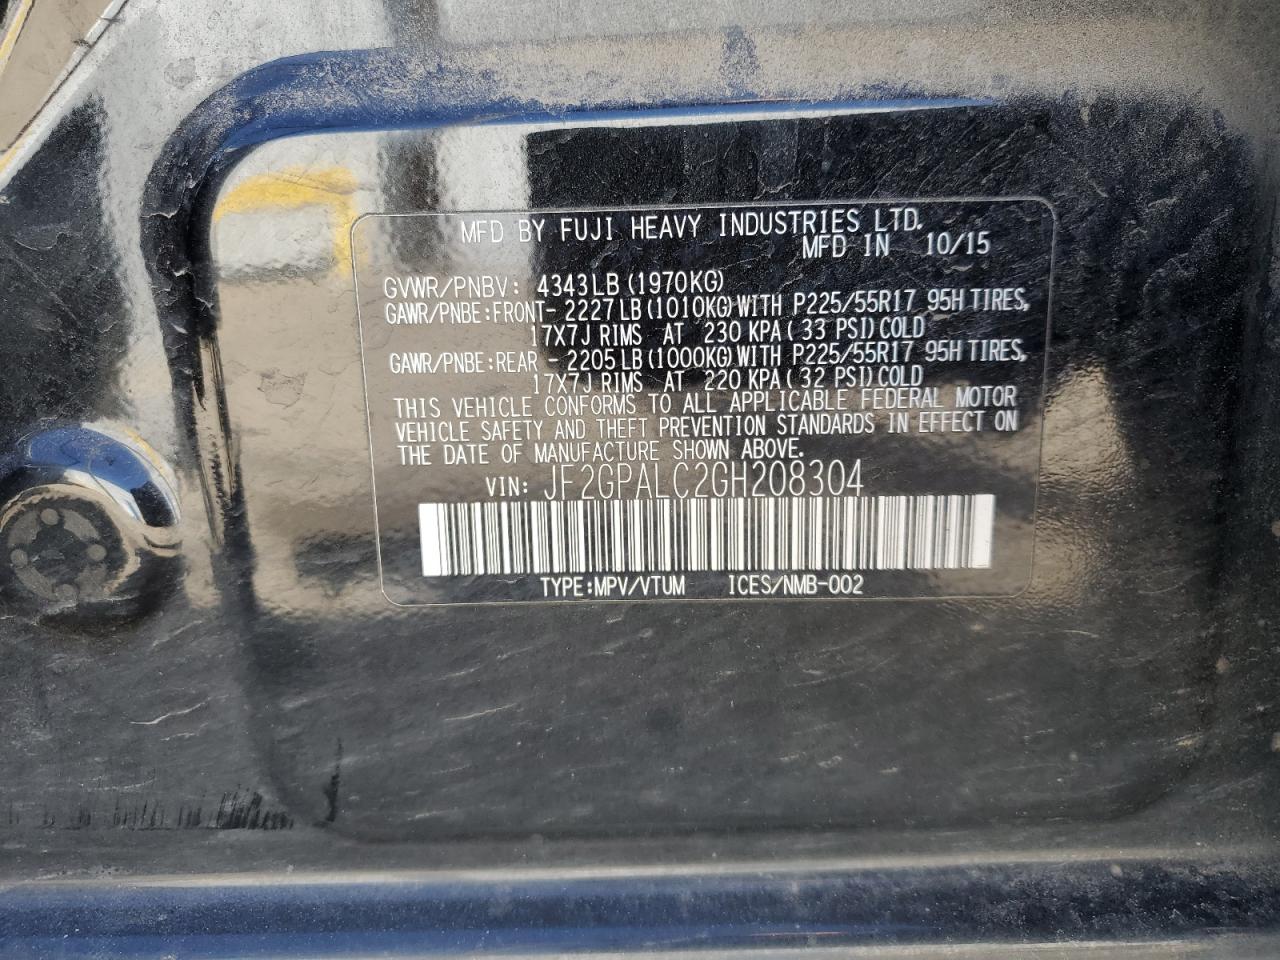 MFD BY FUJI HEAVY INDUSTRIES LTD.
MFD IN 10/15
GVWR/PNBV: 4343LB (1970KG)
GAWR/PNBE:FRONT- 2227LB (1010KG) WITH P225/55R17 95H TIRES,
17X7J RIMS AT 230 KPA (33 PSI) COLD
GAWR/PNBE:REAR - 2205LB (1000KG) WITH P225/55R17 95H TIRES,
17X7J RIMS AT 220 KPA (32 PSI) COLD
THIS VEHICLE CONFORMS TO ALL APPLICABLE FEDERAL MOTOR
VEHICLE SAFETY AND THEFT PREVENTION STANDARDS IN EFFECT ON
THE DATE OF MANUFACTURE SHOWN ABOVE.
VIN: JF2GPALC2GH208304
TYPE:MPV/VTUM ICES/NMB-002